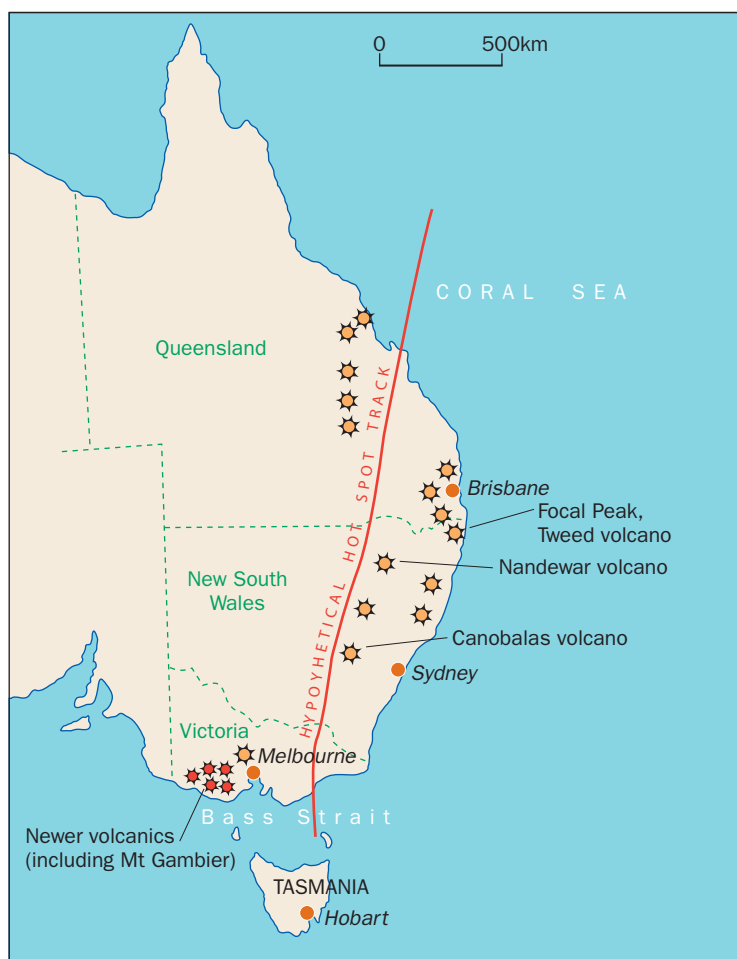 0 500km
CORAL SEA
Queensland
HYPOYHETICAL HOT SPOT TRACK
Brisbane
Focal Peak,
Tweed volcano
Nandewar volcano
New South
Wales
Canobalas volcano
Sydney
Victoria
Melbourne
Bass Strait
Newer volcanics
(including Mt Gambier)
TASMANIA
Hobart